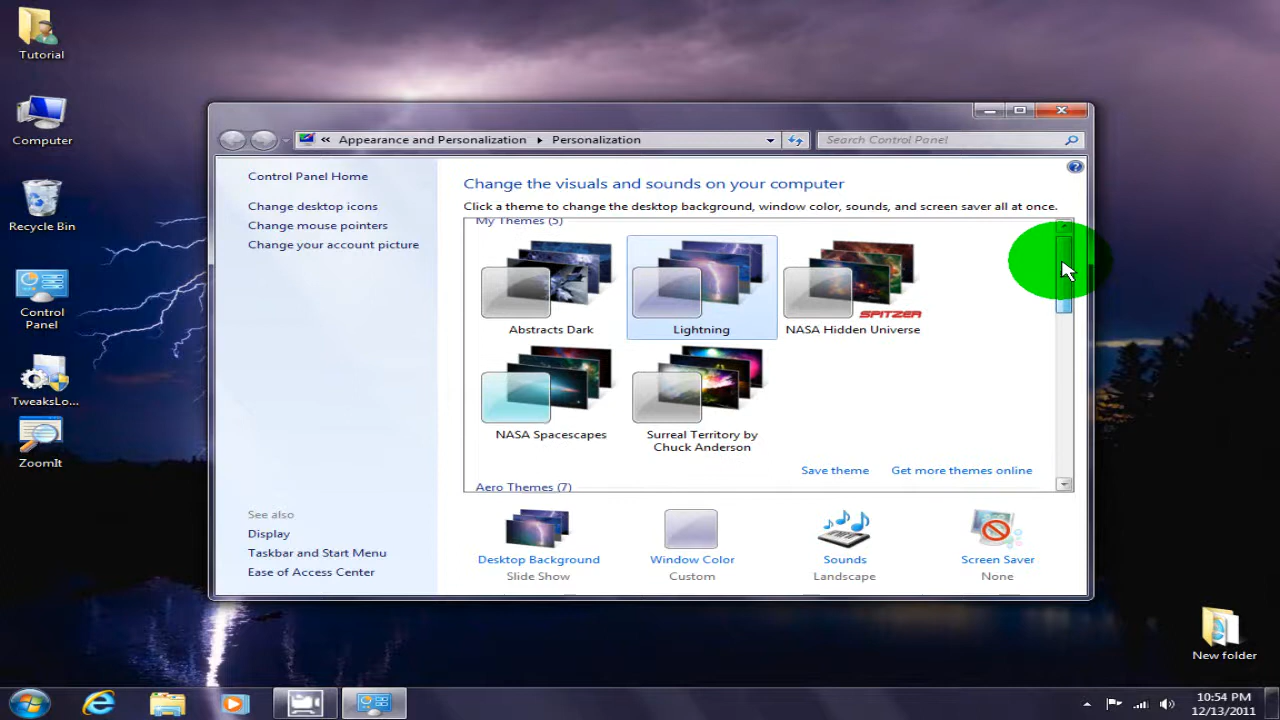 Tutorial
Computer
Recycle Bin
Control
Panel
TweaksLo...
ZoomIt
Appearance and Personalization
Personalization
Search Control Panel
Control Panel Home
Change desktop icons
Change mouse pointers
Change your account picture
See also
Display
Taskbar and Start Menu
Ease of Access Center
Change the visuals and sounds on your computer
Click a theme to change the desktop background, window color, sounds, and screen saver all at once.
My Themes (5)
Abstracts Dark
Lightning
SPITZER
NASA Hidden Universe
NASA Spacescapes
Surreal Territory by
Chuck Anderson
Save theme
Get more themes online
Aero Themes (7)
Desktop Background
Slide Show
Window Color
Custom
Sounds
Landscape
Screen Saver
None
New folder
10:54 PM
12/13/2011